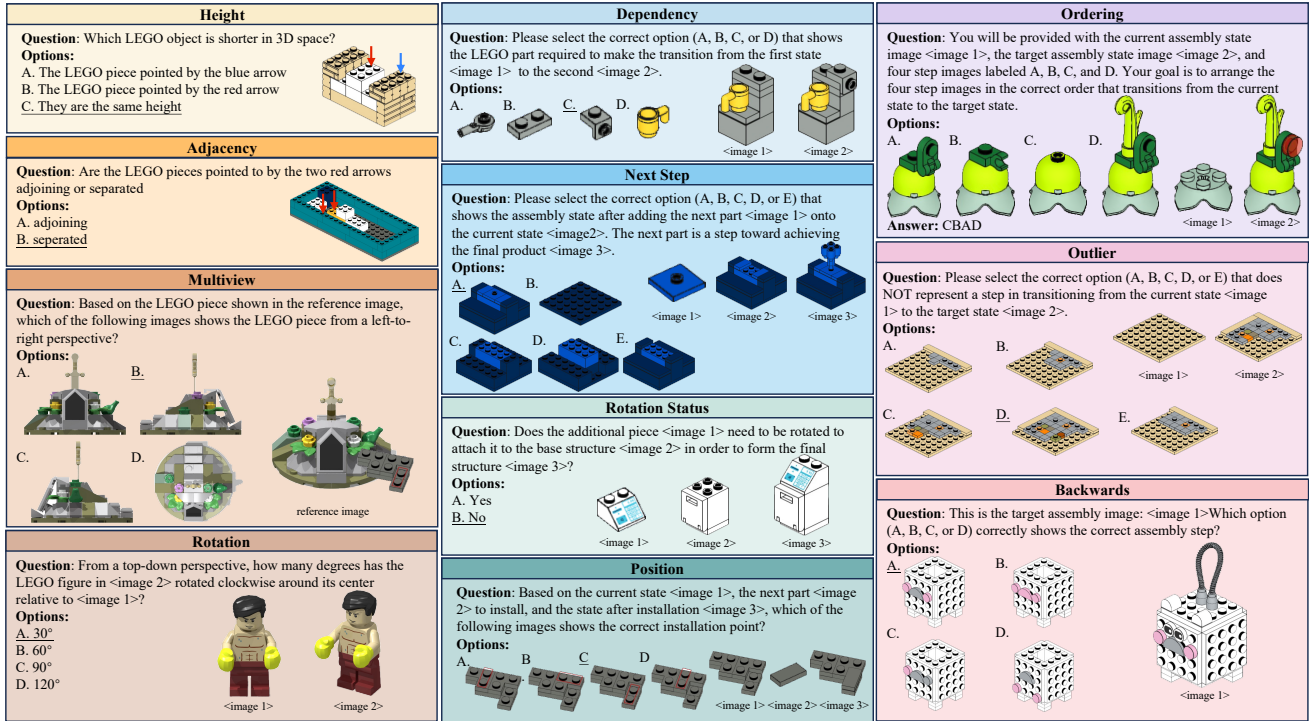 Height
Question: Which LEGO object is shorter in 3D space?
Options:
A. The LEGO piece pointed by the blue arrow
B. The LEGO piece pointed by the red arrow
C. They are the same height
Adjacency
Question: Are the LEGO pieces pointed to by the two red arrows
adjoining or separated
Options:
A. adjoining
B. seperated
Multiview
Question: Based on the LEGO piece shown in the reference image,
which of the following images shows the LEGO piece from a left-to-
right perspective?
Options:
A.
B.
C.
D.
reference image
Rotation
Question: From a top-down perspective, how many degrees has the
LEGO figure in <image 2> rotated clockwise around its center
relative to <image 1>?
Options:
A. 30°
B. 60°
C. 90°
D. 120°
<image 1>
<image 2>
Dependency
Question: Please select the correct option (A, B, C, or D) that shows
the LEGO part required to make the transition from the first state
<image 1> to the second <image 2>.
Options:
A.
B.
C.
D.
<image 1>
<image 2>
Next Step
Question: Please select the correct option (A, B, C, D, or E) that
shows the assembly state after adding the next part <image 1> onto
the current state <image2>. The next part is a step toward achieving
the final product <image 3>.
Options:
A.
B.
<image 1>
<image 2>
<image 3>
C.
D.
E.
Rotation Status
Question: Does the additional piece <image 1> need to be rotated to
attach it to the base structure <image 2> in order to form the final
structure <image 3>?
Options:
A. Yes
B. No
<image 1>
<image 2>
<image 3>
Position
Question: Based on the current state <image 1>, the next part <image
2> to install, and the state after installation <image 3>, which of the
following images shows the correct installation point?
Options
A.
B.
C
D
<image 1> <image 2> <image 3>
Ordering
Question: You will be provided with the current assembly state
image <image 1>, the target assembly state image <image 2>, and
four step images labeled A, B, C, and D. Your goal is to arrange the
four step images in the correct order that transitions from the current
state to the target state.
Options:
A.
B.
C.
D.
<image 1>
<image 2>
Answer: CBAD
Outlier
Question: Please select the correct option (A, B, C, D, or E) that does
NOT represent a step in transitioning from the current state <image
1> to the target state <image 2>.
Options:
A.
B.
<image 1>
<image 2>
C.
D.
E.
Backwards
Question: This is the target assembly image: <image 1>Which option
(A, B, C, or D) correctly shows the correct assembly step?
Options:
A.
B.
C.
D.
<image 1>